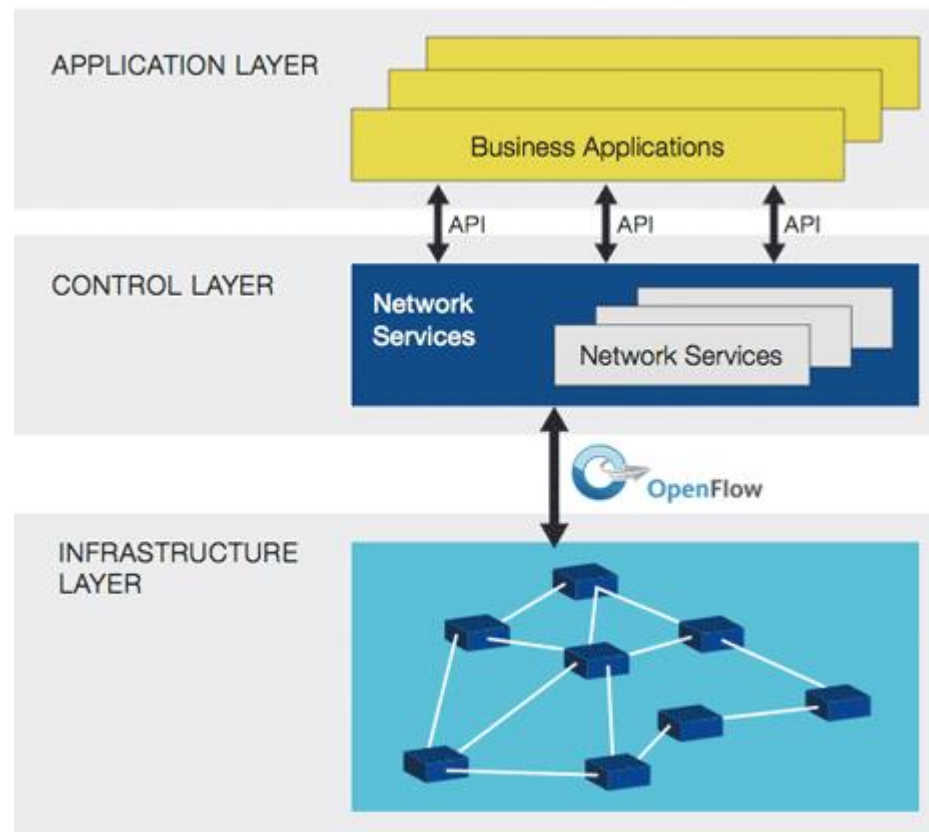 APPLICATION LAYER
Business Applications
API
API
API
CONTROL LAYER
Network
Services
Network Services
OpenFlow
INFRASTRUCTURE
LAYER